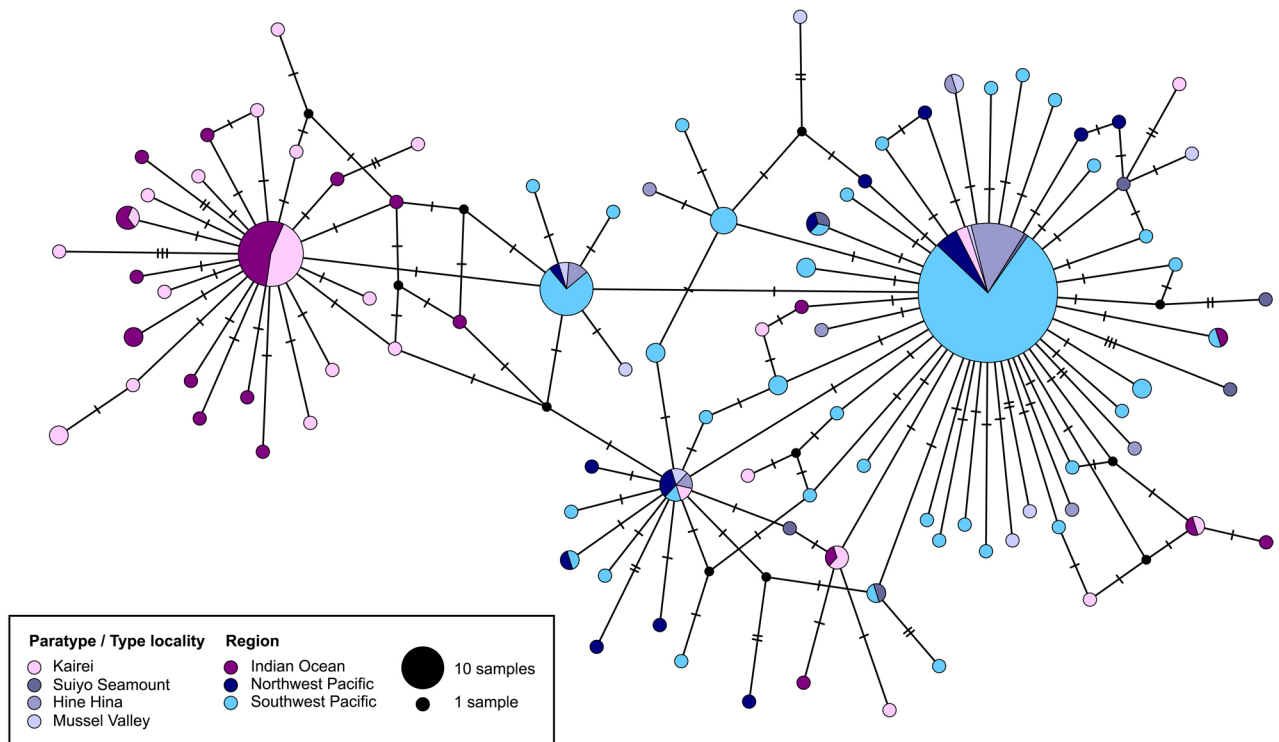 Paratype / Type locality
Kairei
Suiyo Seamount
Hine Hina
Mussel Valley
Region
Indian Ocean
Northwest Pacific
Southwest Pacific
10 samples
1 sample